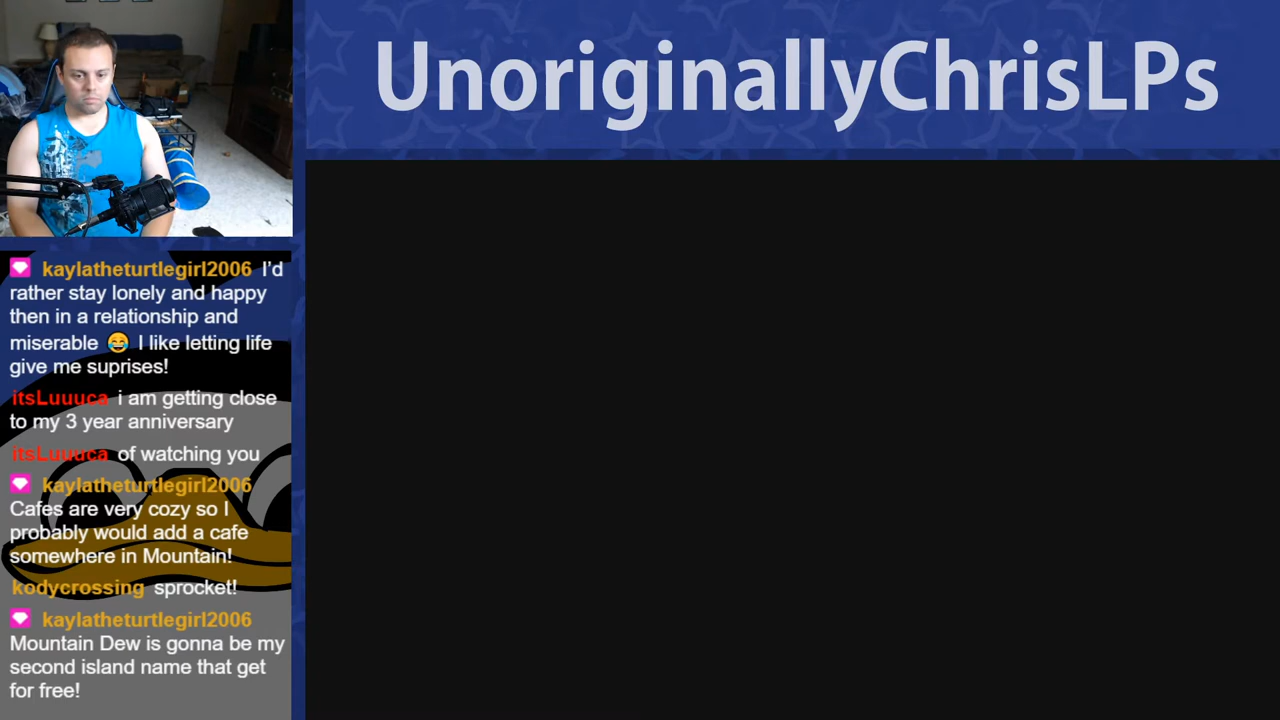 UnoriginallyChrisLPs
kaylatheturtlegirl2006 I'd
rather stay lonely and happy
then in a relationship and
miserable 😂 I like letting life
give me suprises!
itsLuuuca i am getting close
to my 3 year anniversary
itsLuuuca of watching you
kaylatheturtlegirl2006
Cafes are very cozy so I
probably would add a cafe
somewhere in Mountain!
kodycrossing sprocket!
kaylatheturtlegirl2006
Mountain Dew is gonna be my
second island name that get
for free!